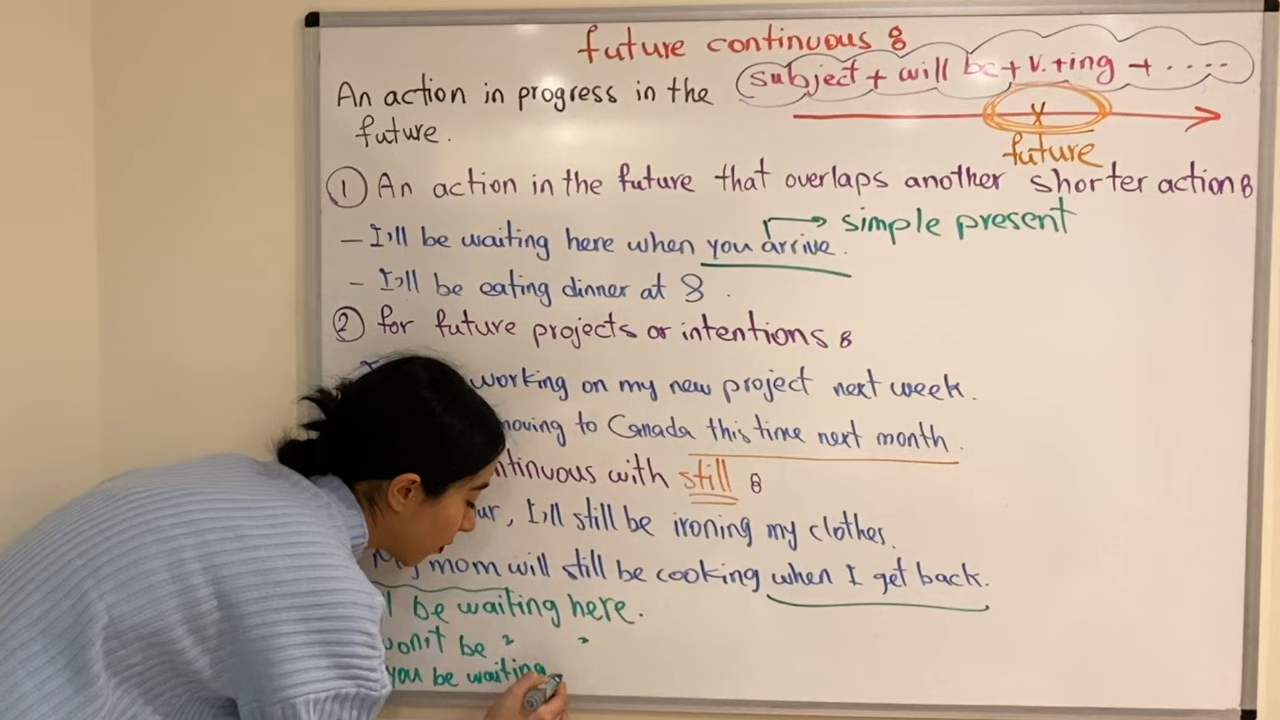 future continuous :
subject + will be + v. + ing + ....
An action in progress in the
future.
future
① An action in the future that overlaps another shorter action :
simple present
- I'll be waiting here when you arrive.
- I'll be eating dinner at 8 .
② for future projects or intentions :
working on my new project next week.
moving to Canada this time next month .
continuous with still :
, I'll still be ironing my clothes.
My mom will still be cooking when I get back.
be waiting here.
won't be " "
you be waiting